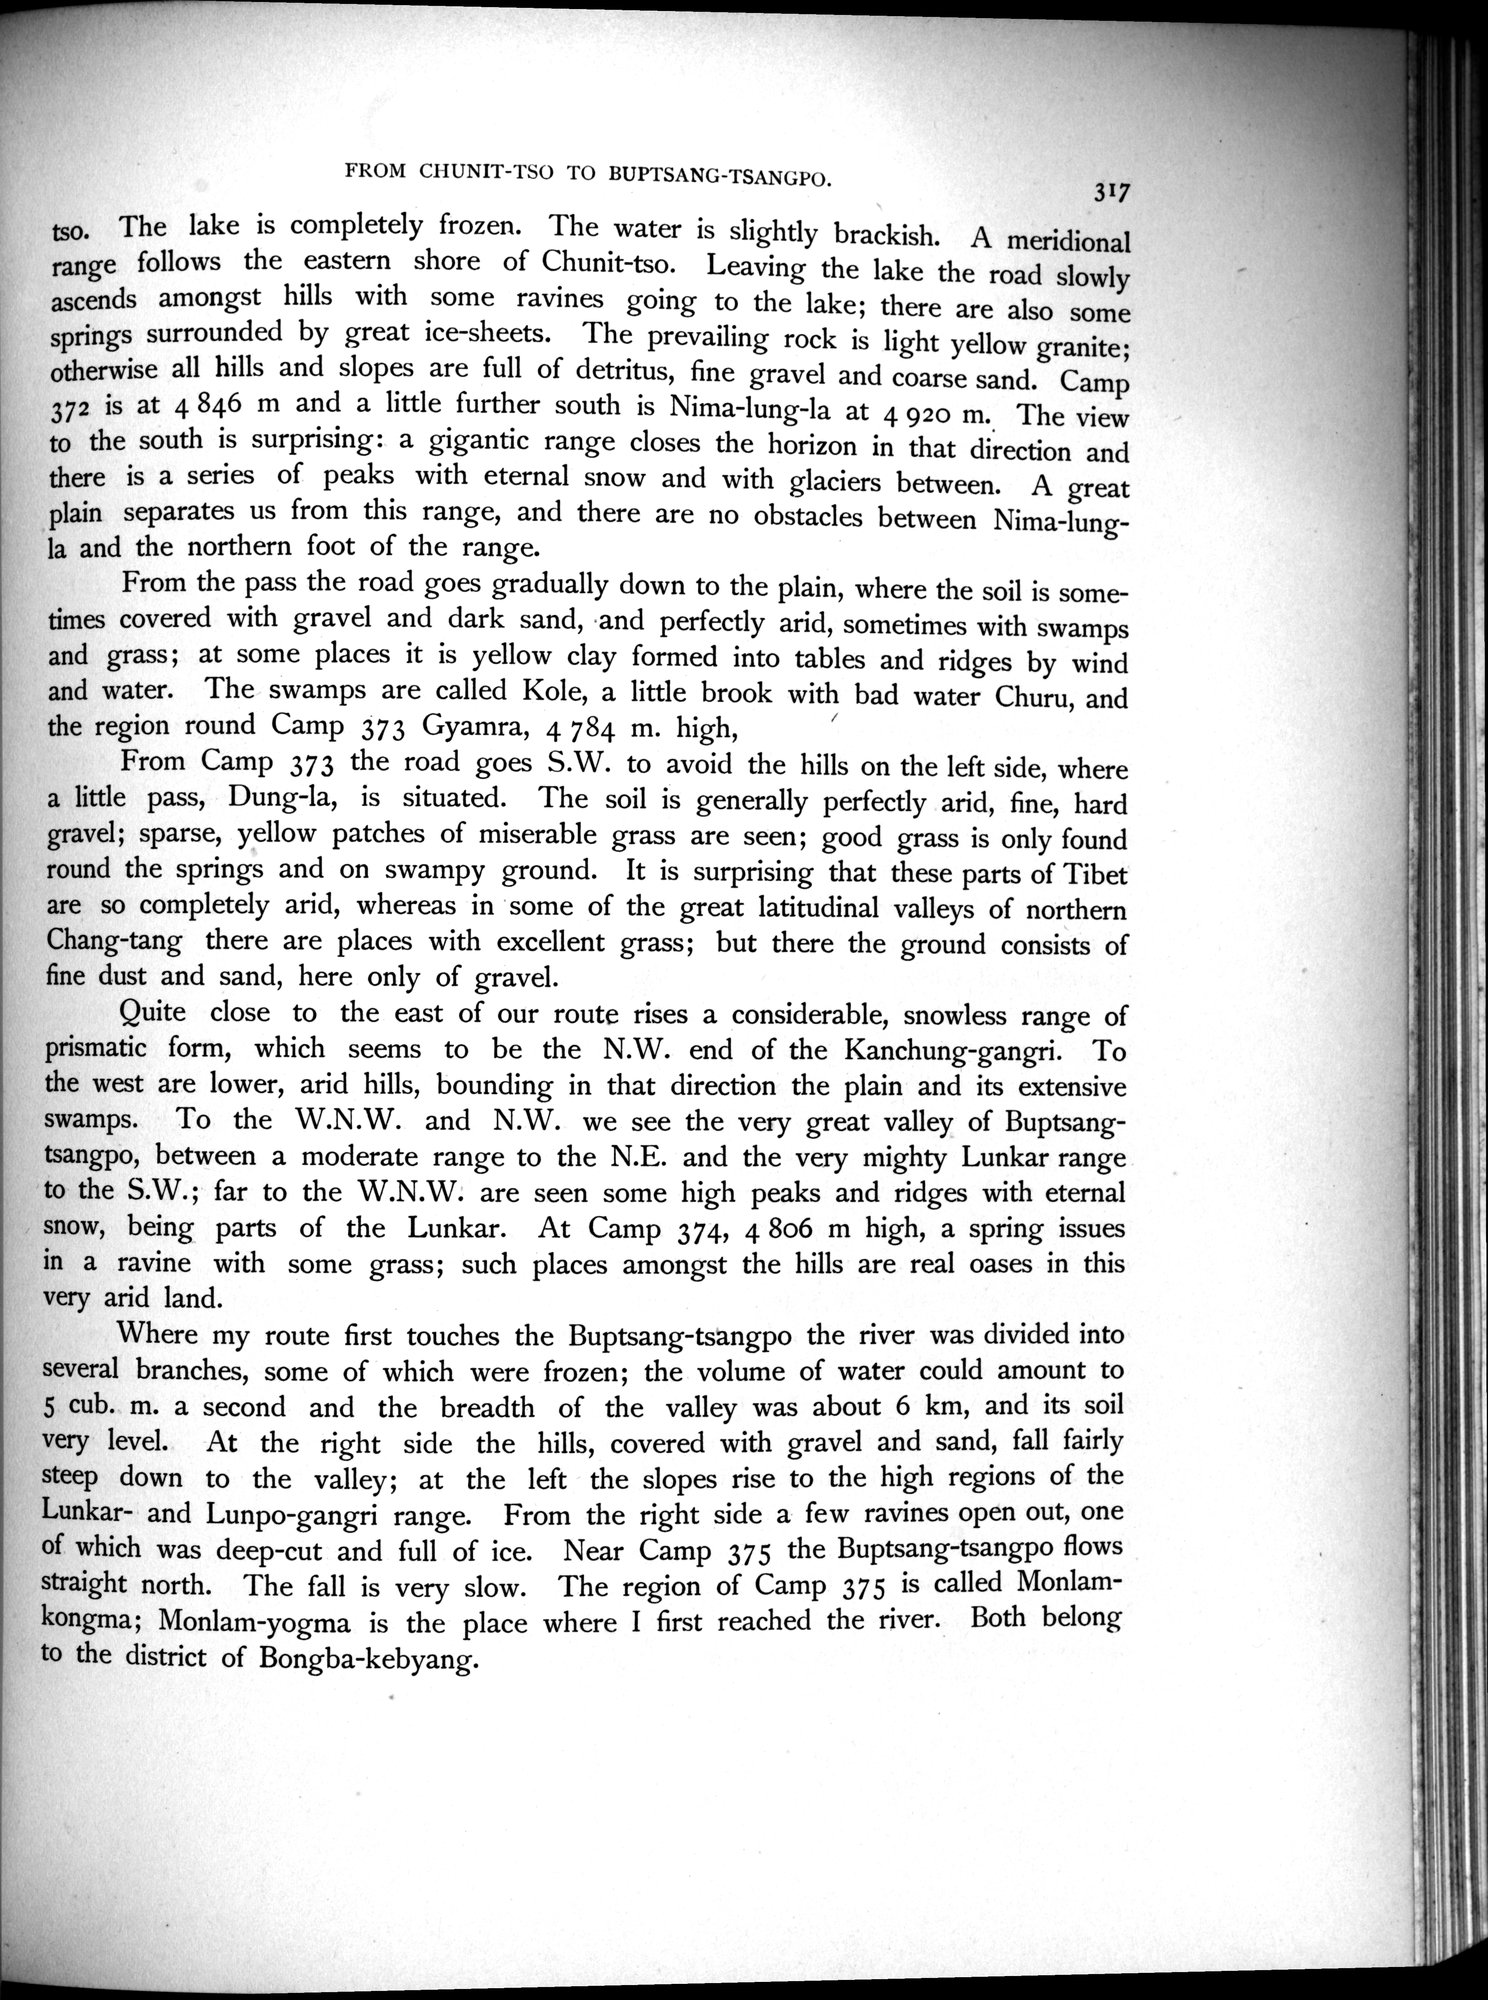 FROM CHUNIT-TSO TO BUPTSANG-TSANGPO.
317
tso. The lake is completely frozen. The water is slightly brackish. A meridional
range follows the eastern shore of Chunit-tso. Leaving the lake the road slowly
ascends amongst hills with some ravines going to the lake; there are also some
springs surrounded by great ice-sheets. The prevailing rock is light yellow granite;
otherwise all hills and slopes are full of detritus, fine gravel and coarse sand. Camp
372 is at 4 846 m and a little further south is Nima-lung-la at 4 920 m. The view
to the south is surprising: a gigantic range closes the horizon in that direction and
there is a series of peaks with eternal snow and with glaciers between. A great
plain separates us from this range, and there are no obstacles between Nima-lung-
la and the northern foot of the range.
From the pass the road goes gradually down to the plain, where the soil is some-
times covered with gravel and dark sand, and perfectly arid, sometimes with swamps
and grass; at some places it is yellow clay formed into tables and ridges by wind
and water. The swamps are called Kole, a little brook with bad water Churu, and
the region round Camp 373 Gyamra, 4 784 m. high,
From Camp 373 the road goes S.W. to avoid the hills on the left side, where
a little pass, Dung-la, is situated. The soil is generally perfectly arid, fine, hard
gravel; sparse, yellow patches of miserable grass are seen; good grass is only found
round the springs and on swampy ground. It is surprising that these parts of Tibet
are so completely arid, whereas in some of the great latitudinal valleys of northern
Chang-tang there are places with excellent grass; but there the ground consists of
fine dust and sand, here only of gravel.
Quite close to the east of our route rises a considerable, snowless range of
prismatic form, which seems to be the N.W. end of the Kanchung-gangri. To
the west are lower, arid hills, bounding in that direction the plain and its extensive
swamps. To the W.N.W. and N.W. we see the very great valley of Buptsang-
tsangpo, between a moderate range to the N.E. and the very mighty Lunkar range
to the S.W.; far to the W.N.W. are seen some high peaks and ridges with eternal
snow, being parts of the Lunkar. At Camp 374, 4 806 m high, a spring issues
in a ravine with some grass; such places amongst the hills are real oases in this
very arid land.
Where my route first touches the Buptsang-tsangpo the river was divided into
several branches, some of which were frozen; the volume of water could amount to
5 cub. m. a second and the breadth of the valley was about 6 km, and its soil
very level. At the right side the hills, covered with gravel and sand, fall fairly
steep down to the valley; at the left the slopes rise to the high regions of the
Lunkar- and Lunpo-gangri range. From the right side a few ravines open out, one
of which was deep-cut and full of ice. Near Camp 375 the Buptsang-tsangpo flows
straight north. The fall is very slow. The region of Camp 375 is called Monlam-
kongma; Monlam-yogma is the place where I first reached the river. Both belong
to the district of Bongba-kebyang.